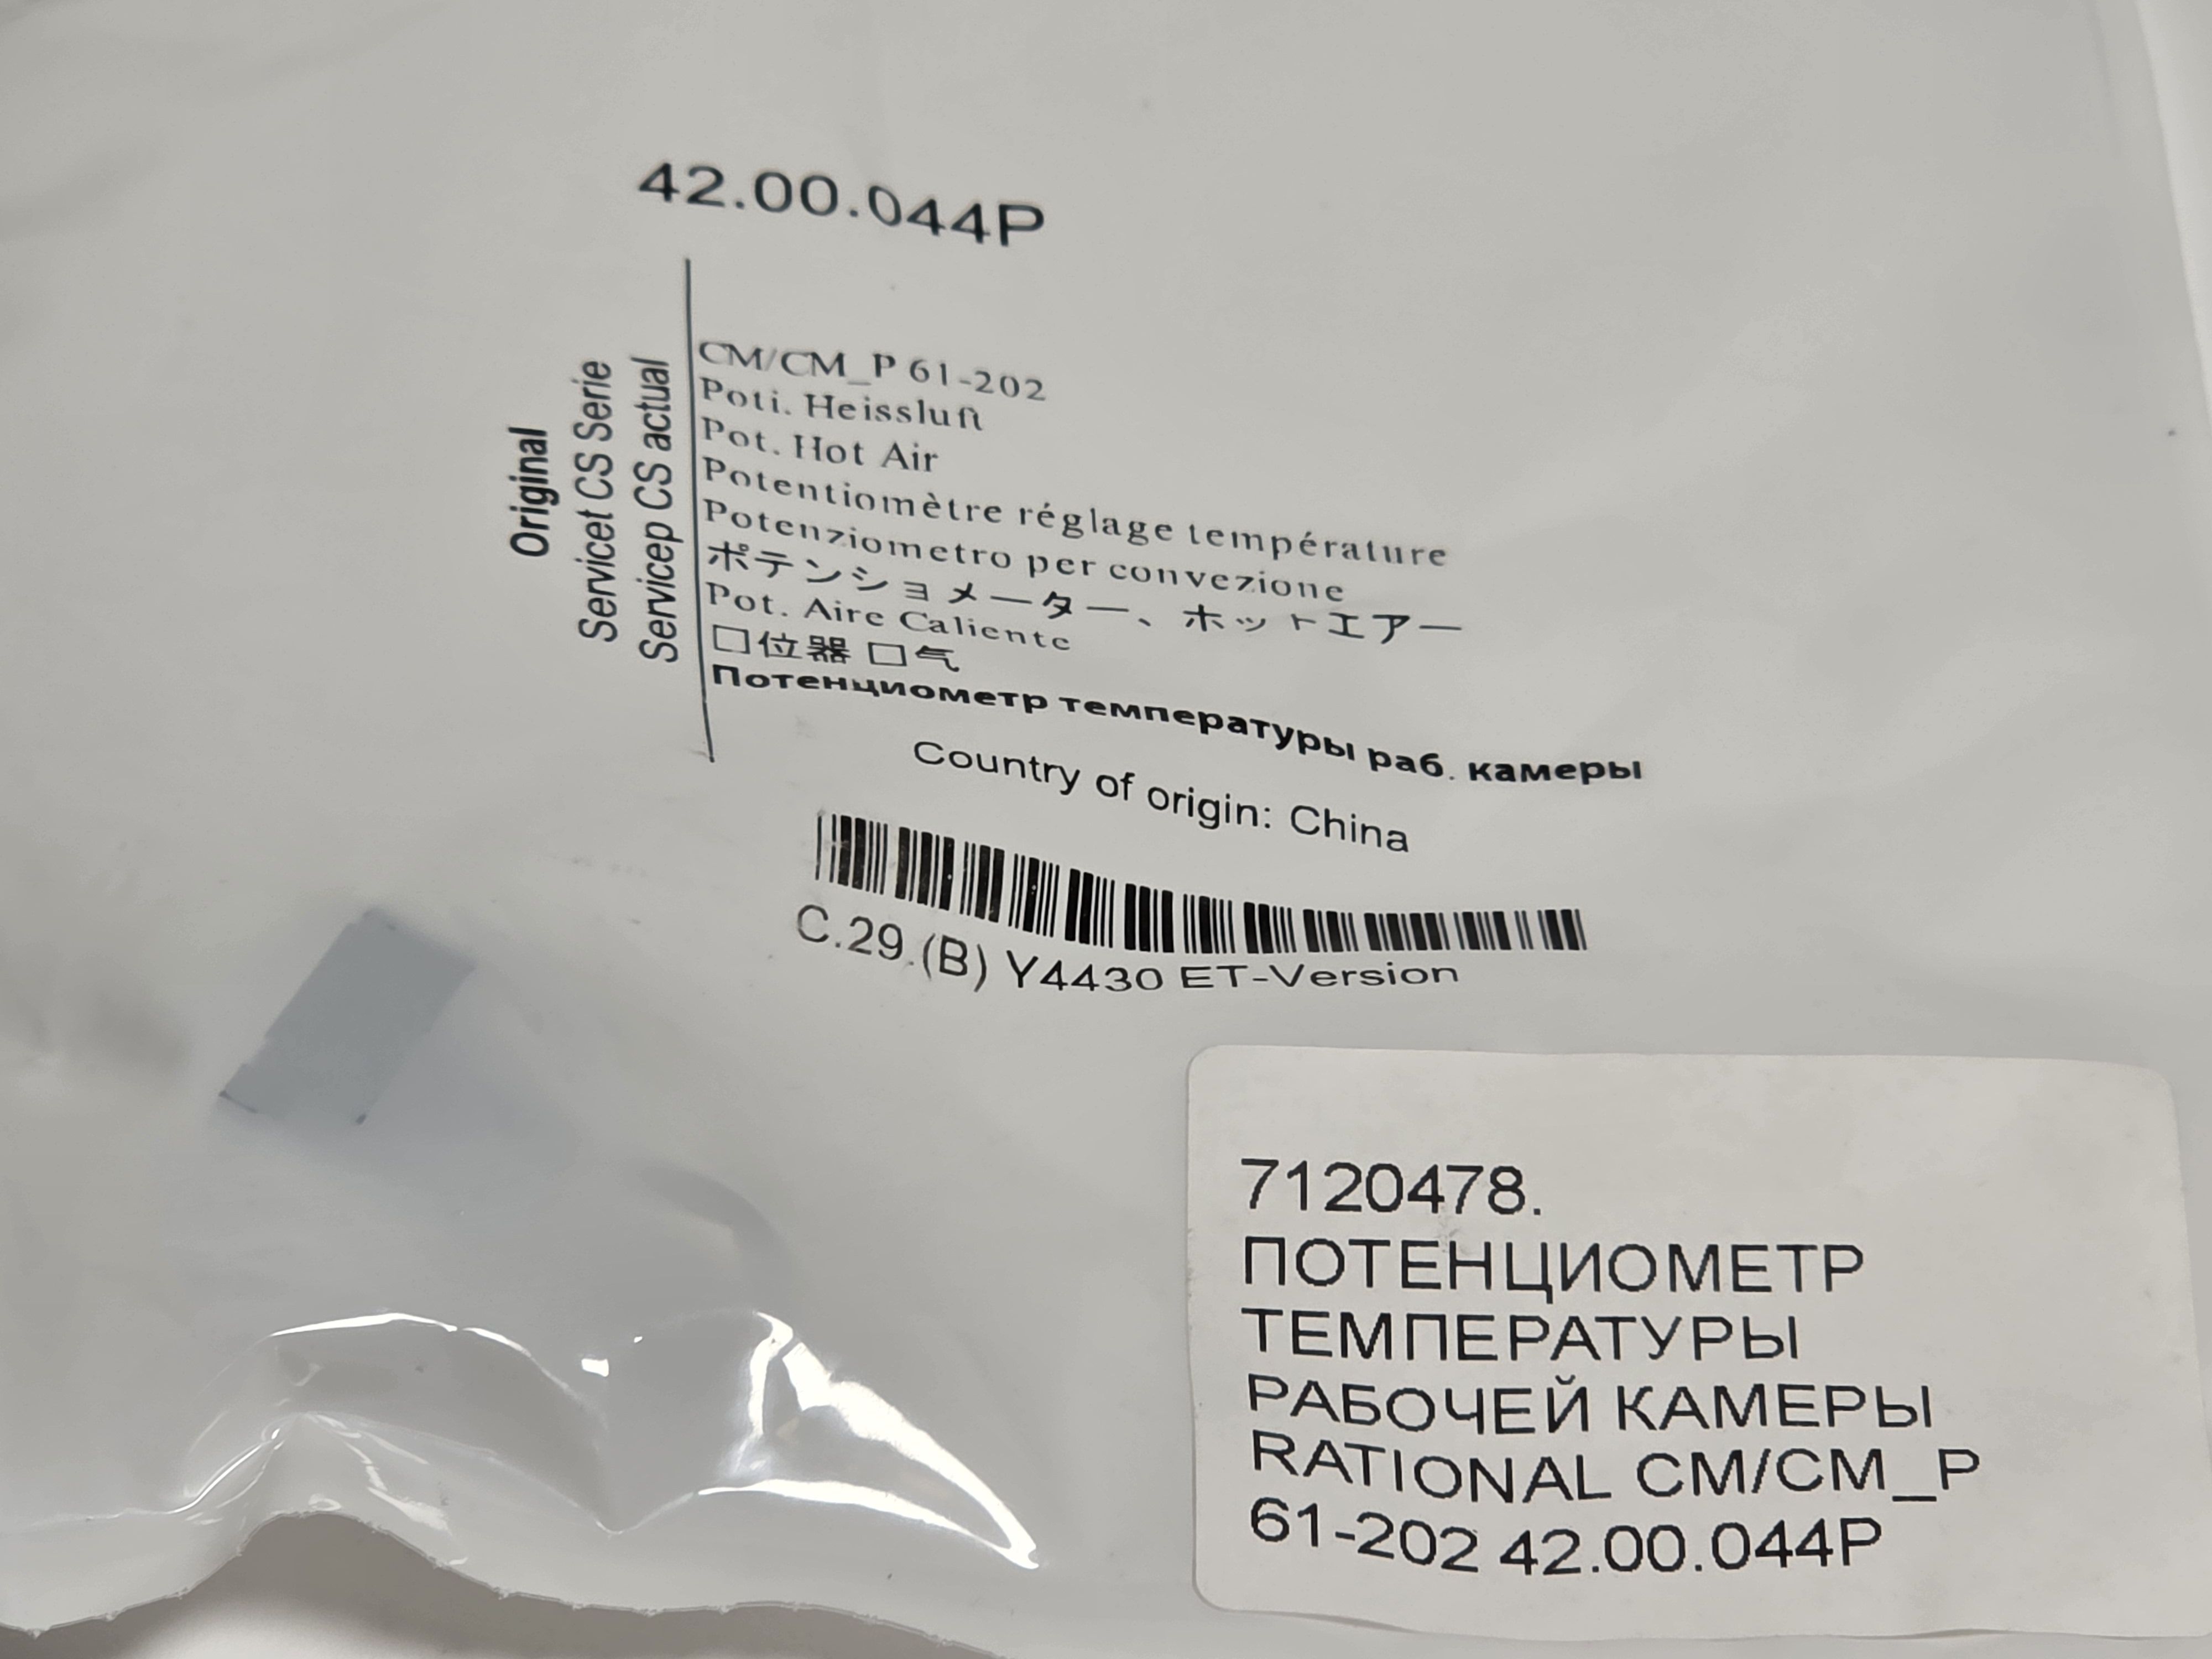 42.00.044P
Original
Servicet CS Serie
Servicep CS actual
CM/CM_P 61-202
Poti. Heissluft
Pot. Hot Air
Potentiomètre réglage température
Potenziometro per convezione
ポテンショメーター、ホットエアー
Pot. Aire Caliente
□位器 □气
Потенциометр температуры раб. камеры
Country of origin: China
C.29.(B) Y4430 ET-Version
7120478.
ПОТЕНЦИОМЕТР
ТЕМПЕРАТУРЫ
РАБОЧЕЙ КАМЕРЫ
RATIONAL CM/CM_P
61-202 42.00.044P